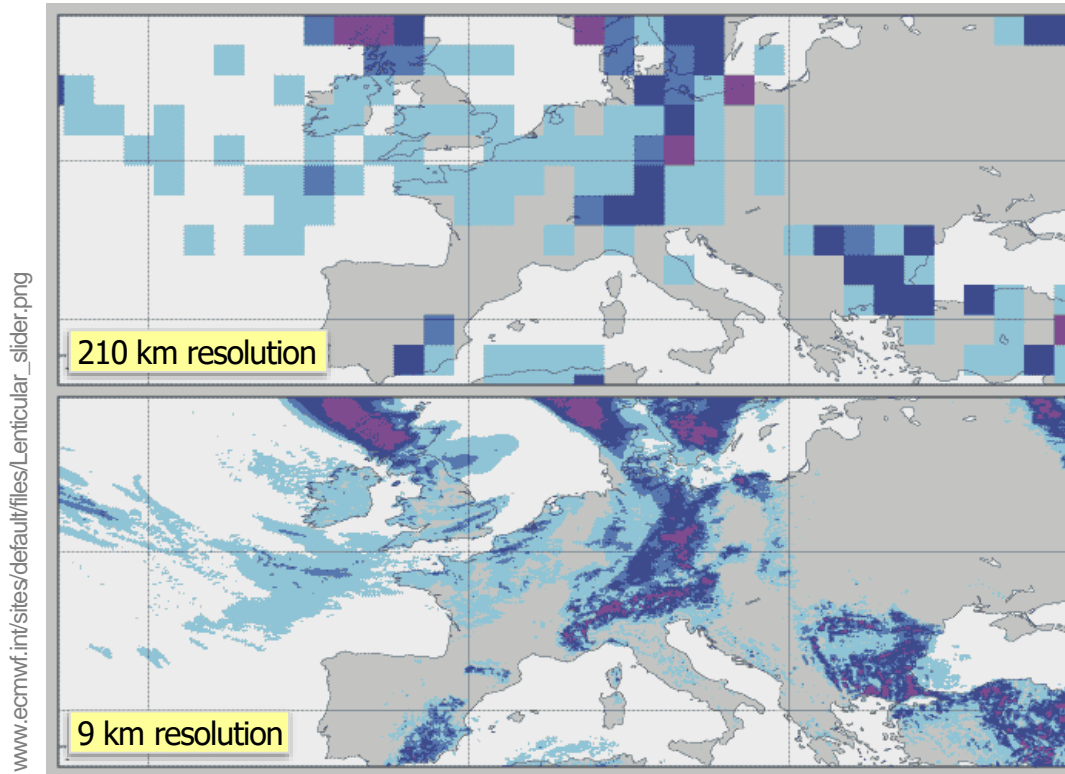 www.ecmwf.int/sites/default/files/Lenticular_slider.png
210 km resolution
9 km resolution